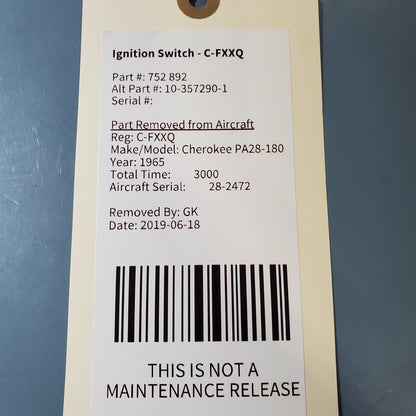 Ignition Switch - C-FXXQ
Part #: 752 892
Alt Part #: 10-357290-1
Serial #:
Part Removed from Aircraft
Reg: C-FXXQ
Make/Model: Cherokee PA28-180
Year: 1965
Total Time: 3000
Aircraft Serial: 28-2472
Removed By: GK
Date: 2019-06-18
THIS IS NOT A
MAINTENANCE RELEASE